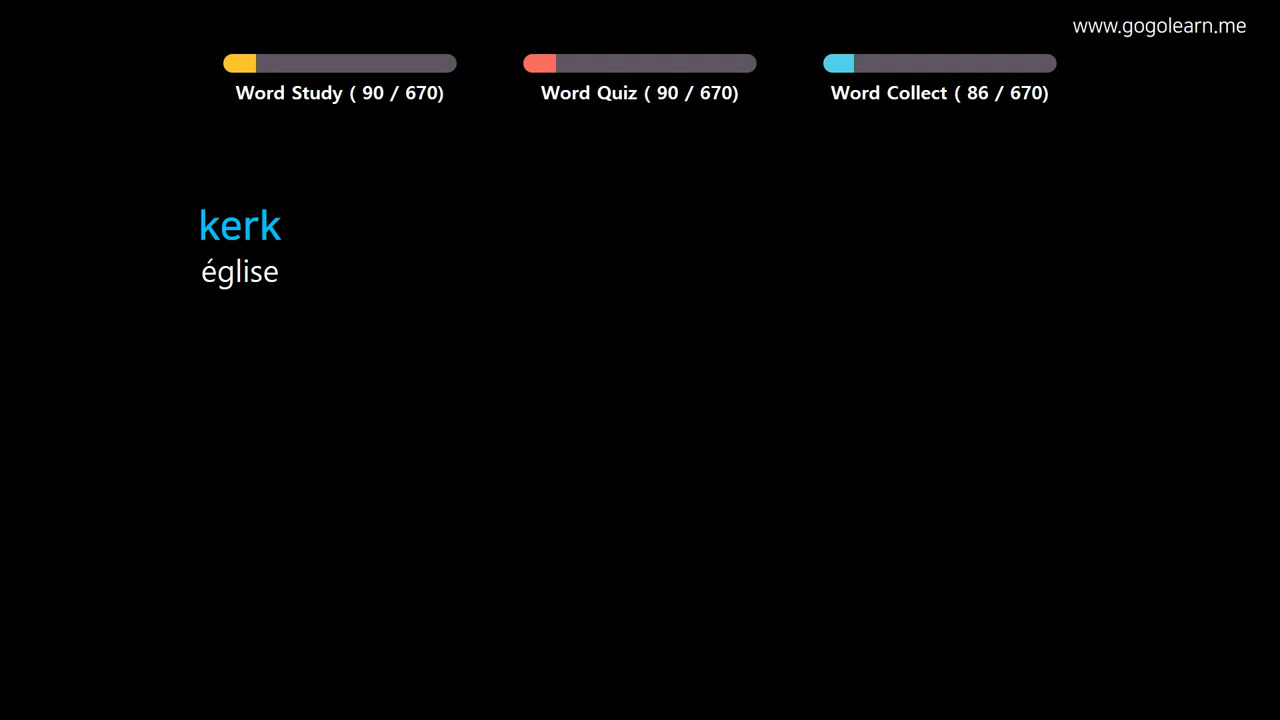 www.gogolearn.me
Word Study ( 90 / 670)
Word Quiz ( 90 / 670)
Word Collect ( 86 / 670)
kerk
église